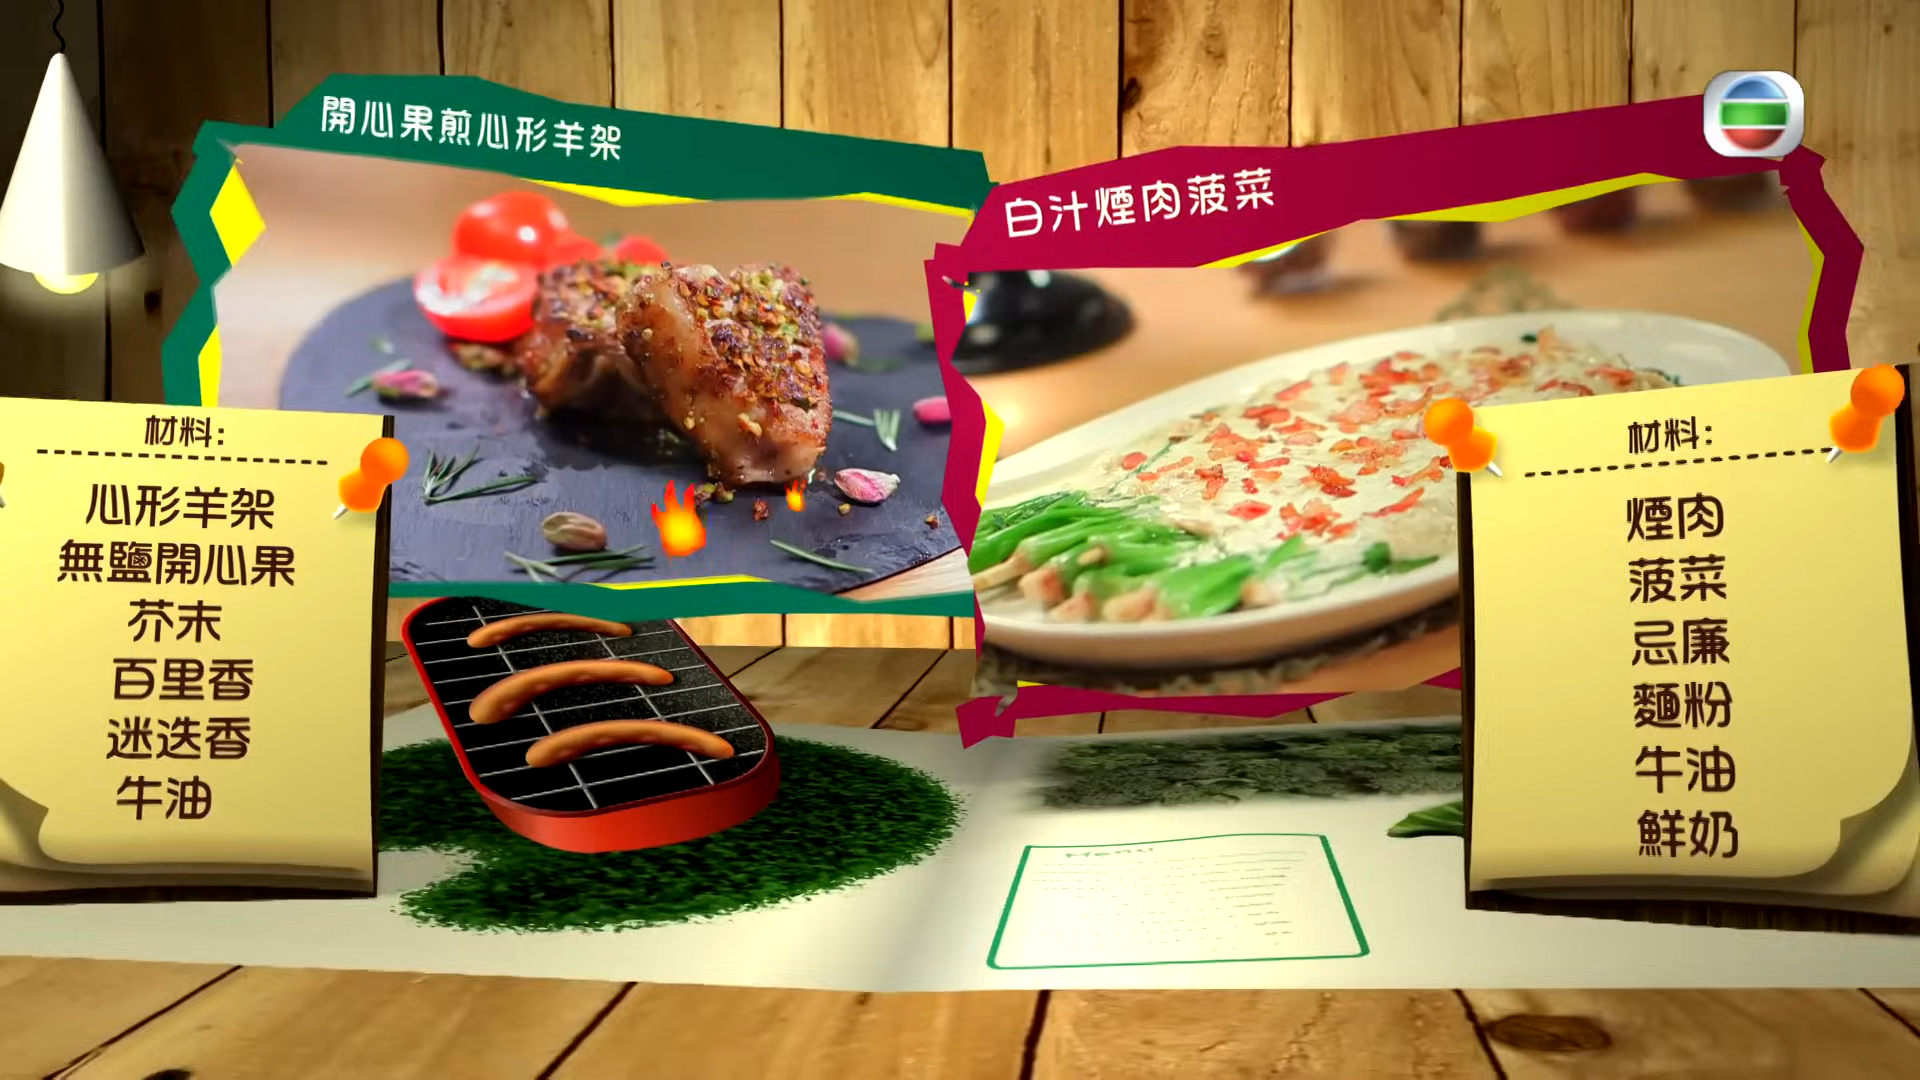 開心果煎心形羊架
白汁煙肉菠菜
材料:
心形羊架
無鹽開心果
芥末
百里香
迷迭香
牛油
材料:
煙肉
菠菜
忌廉
麵粉
牛油
鮮奶
Menu